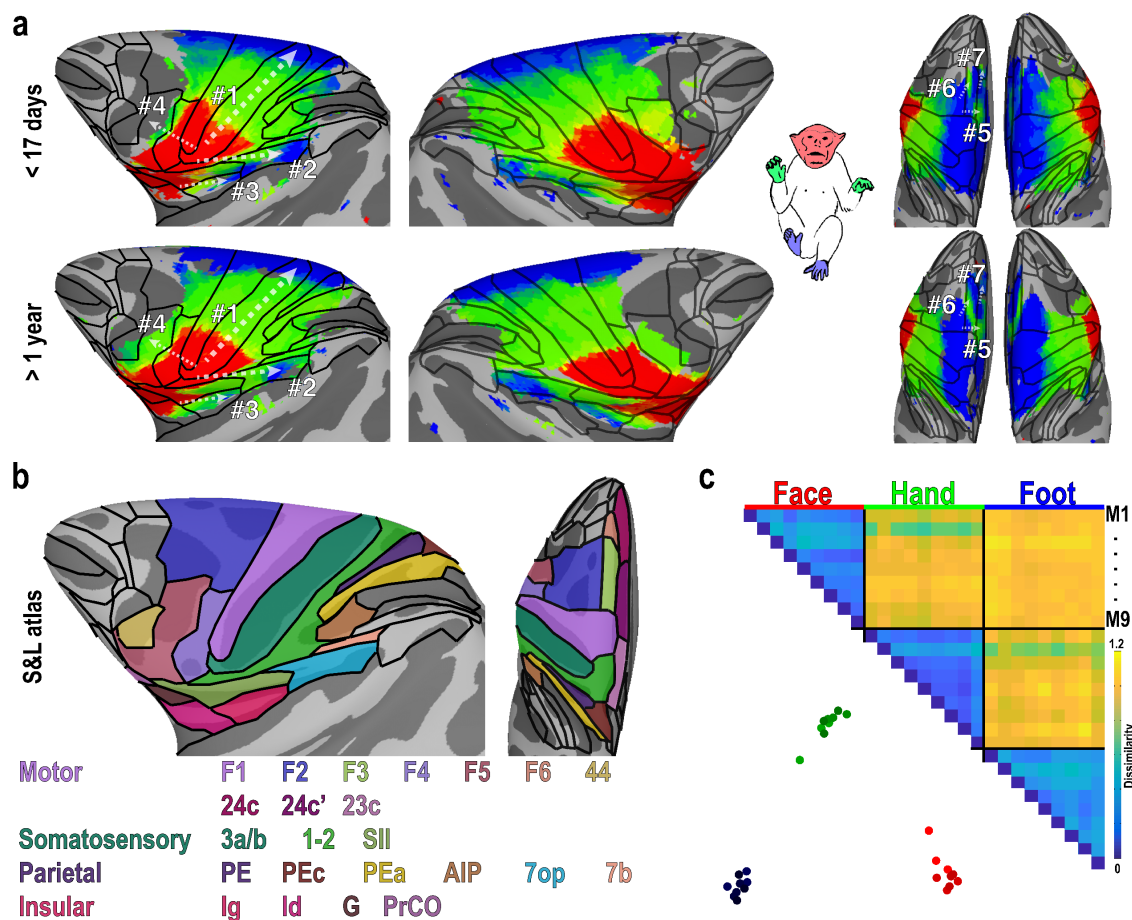 a
< 17 days
#1
#4
#2
#3
#7
#6
#5
> 1 year
#1
#4
#2
#3
#7
#6
#5
b
S&L atlas
Motor F1 F2 F3 F4 F5 F6 44
24c 24c’ 23c
Somatosensory 3a/b 1-2 SII
Parietal PE PEc PEa AIP 7op 7b
Insular Ig Id G PrCO
c
Face Hand Foot
M1
M9
1.2
Dissimilarity
0